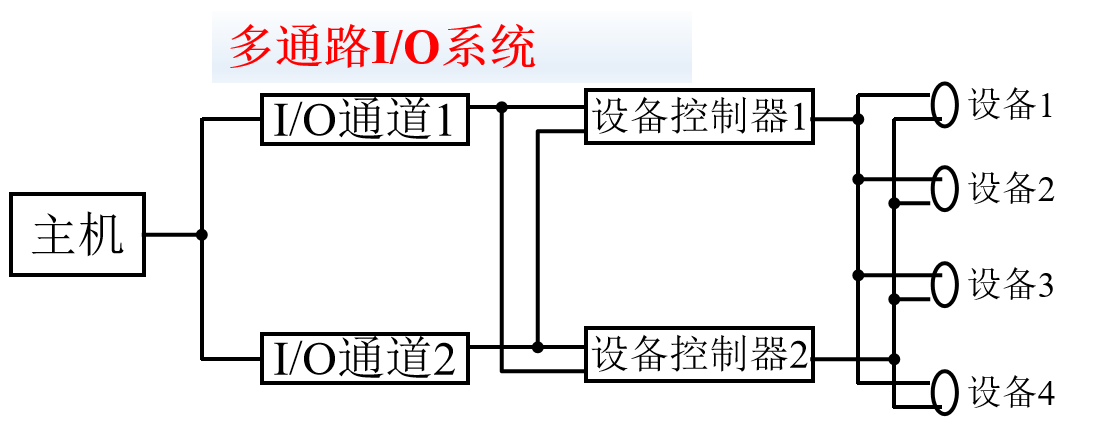 多通路I/O系统
I/O通道1
设备控制器1
设备1
设备2
主机
设备3
I/O通道2
设备控制器2
设备4